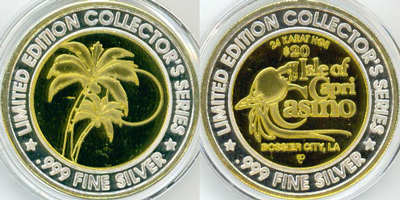 LIMITED EDITION COLLECTOR'S SERIES
.999 FINE SILVER
LIMITED EDITION COLLECTOR'S SERIES
24 KARAT HGE
$20
Isle of
Capri
Casino
BOSSIER CITY, LA
.999 FINE SILVER